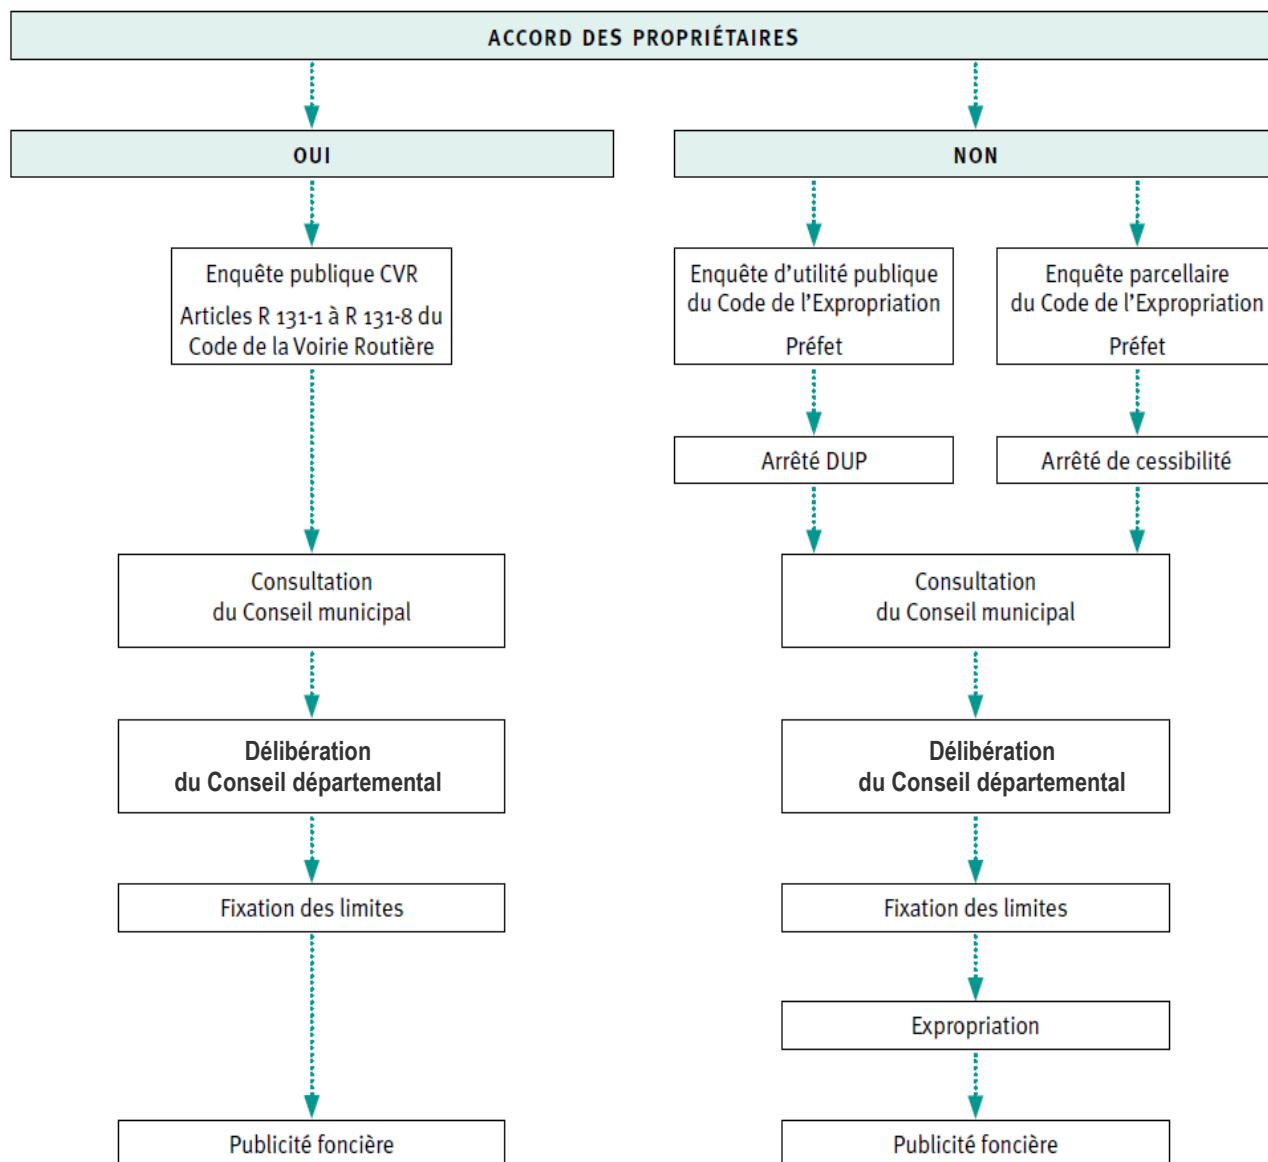 ACCORD DES PROPRIÉTAIRES
OUI
NON
Enquête publique CVR
Articles R 131-1 à R 131-8 du
Code de la Voirie Routière
Enquête d'utilité publique
du Code de l'Expropriation
Préfet
Enquête parcellaire
du Code de l'Expropriation
Préfet
Arrêté DUP
Arrêté de cessibilité
Consultation
du Conseil municipal
Consultation
du Conseil municipal
Délibération
du Conseil départemental
Délibération
du Conseil départemental
Fixation des limites
Fixation des limites
Expropriation
Publicité foncière
Publicité foncière